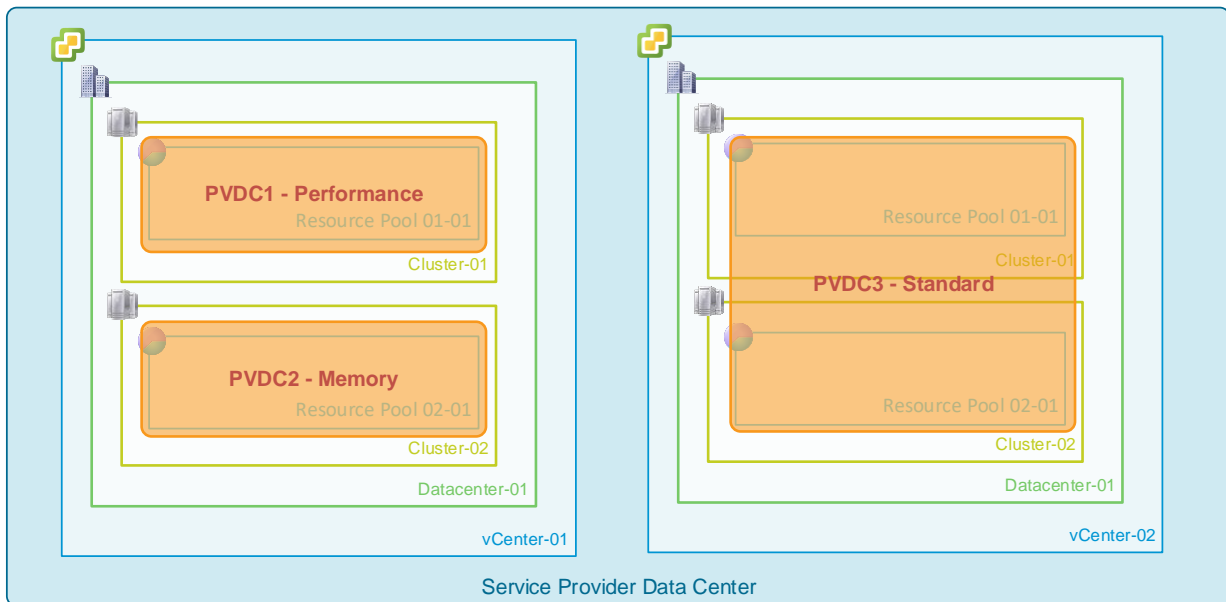 PVDC1 - Performance
Resource Pool 01-01
Cluster-01
PVDC2 - Memory
Resource Pool 02-01
Cluster-02
Datacenter-01
vCenter-01
Resource Pool 01-01
Cluster-01
PVDC3 - Standard
Resource Pool 02-01
Cluster-02
Datacenter-01
vCenter-02
Service Provider Data Center